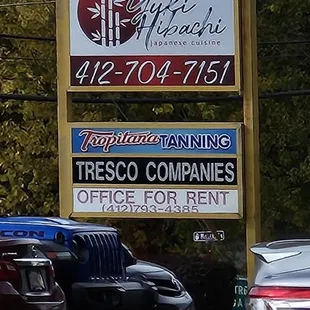 Yuki
Hibachi
japanese cuisine
412-704-7151
Tropitana TANNING
TRESCO COMPANIES
OFFICE FOR RENT
(412)793-4385